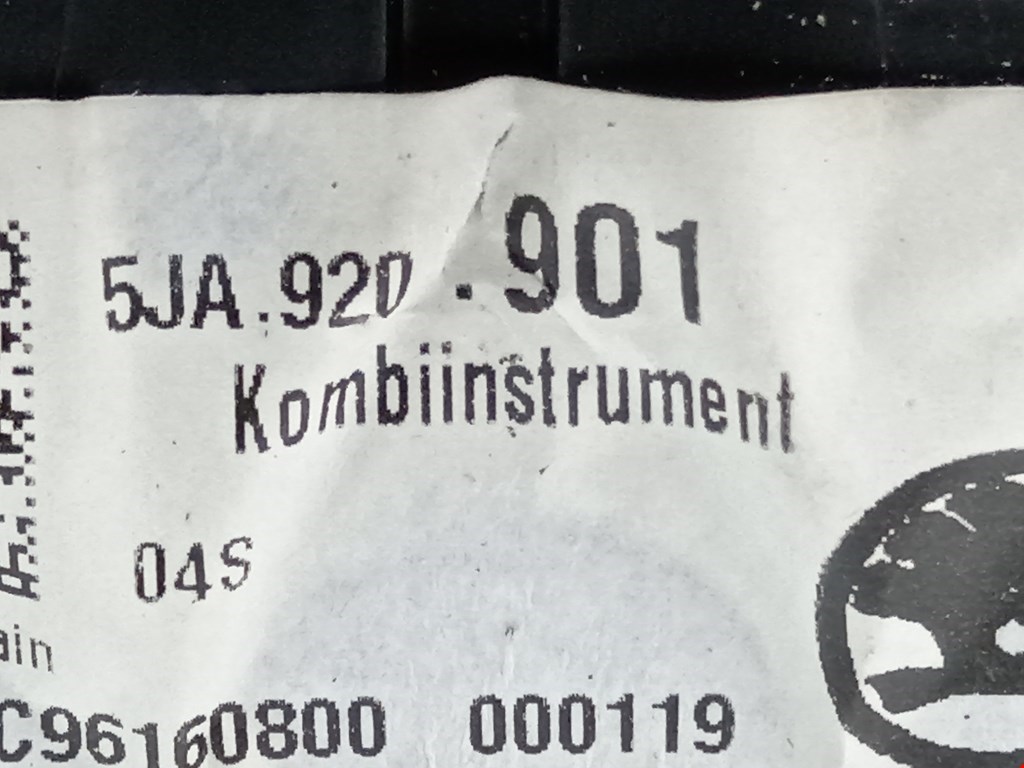 5JA.920 .901
Kombiinstrument
04S
ain
C96160800 000119